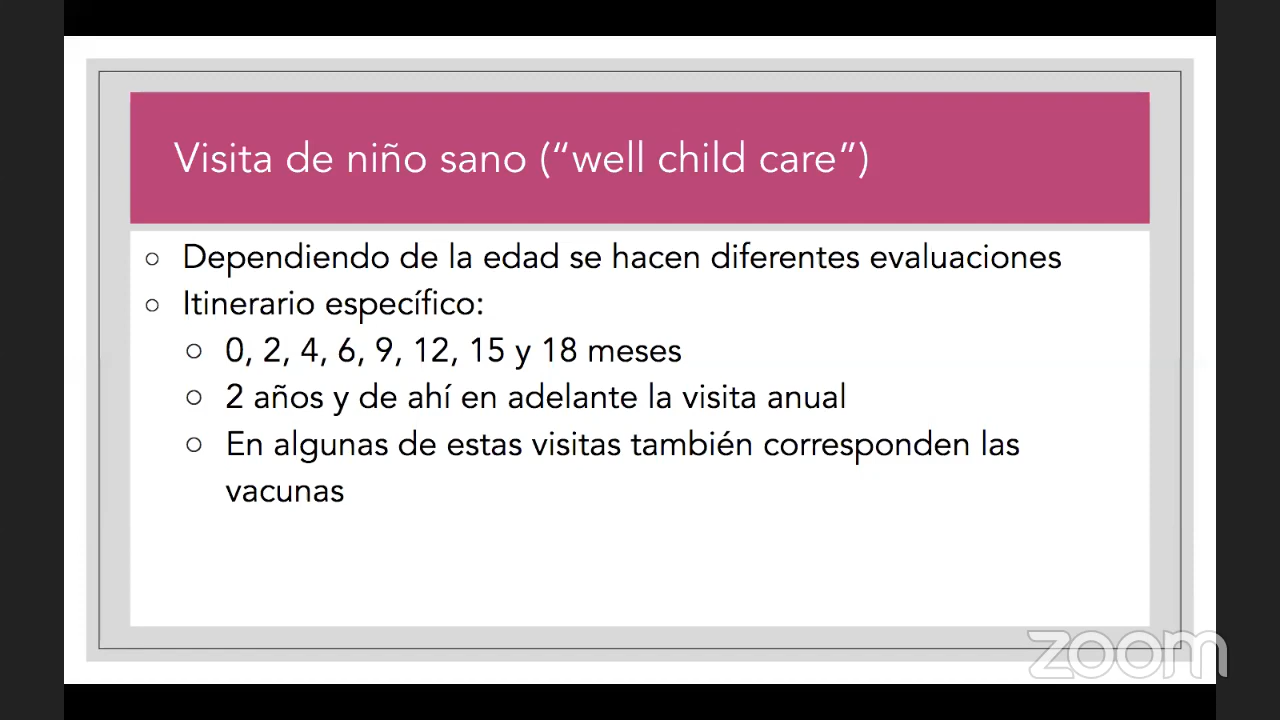 Visita de niño sano (“well child care”)
○ Dependiendo de la edad se hacen diferentes evaluaciones
○ Itinerario específico:
○ 0, 2, 4, 6, 9, 12, 15 y 18 meses
○ 2 años y de ahí en adelante la visita anual
○ En algunas de estas visitas también corresponden las
vacunas
zoom